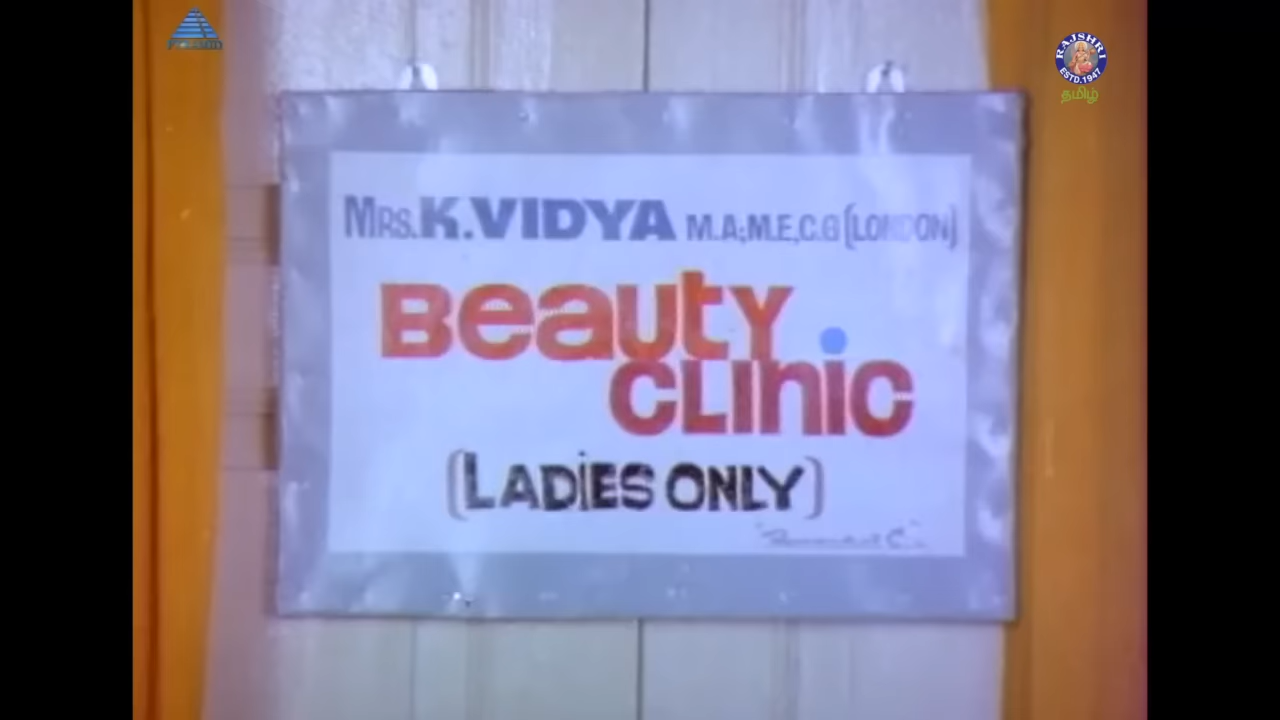 RAJSHRI
ESTD.1947
தமிழ்
MRS. K. VIDYA M.A;M.E,C.G (LONDON)
Beauty
Clinic
(LADIES ONLY)